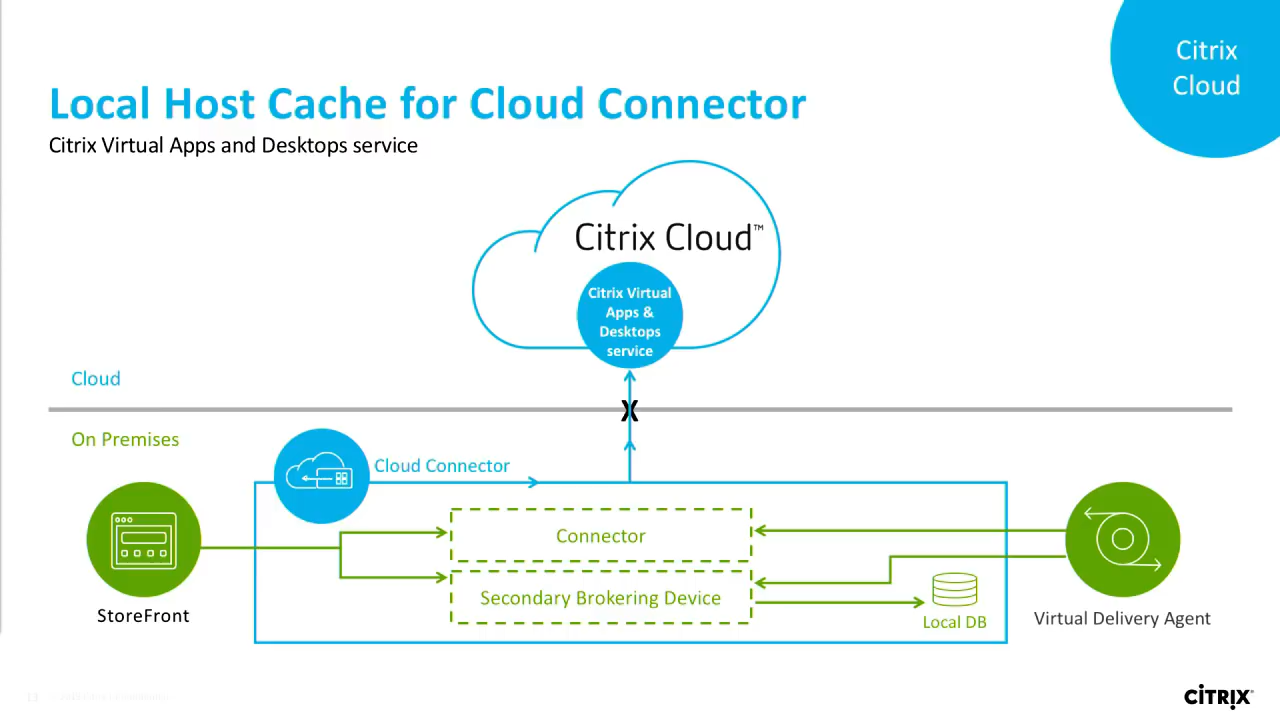 Citrix
Cloud
Local Host Cache for Cloud Connector
Citrix Virtual Apps and Desktops service
Citrix Cloud™
Citrix Virtual
Apps &
Desktops
service
Cloud
X
On Premises
Cloud Connector
Connector
Secondary Brokering Device
StoreFront
Local DB
Virtual Delivery Agent
CITRIX